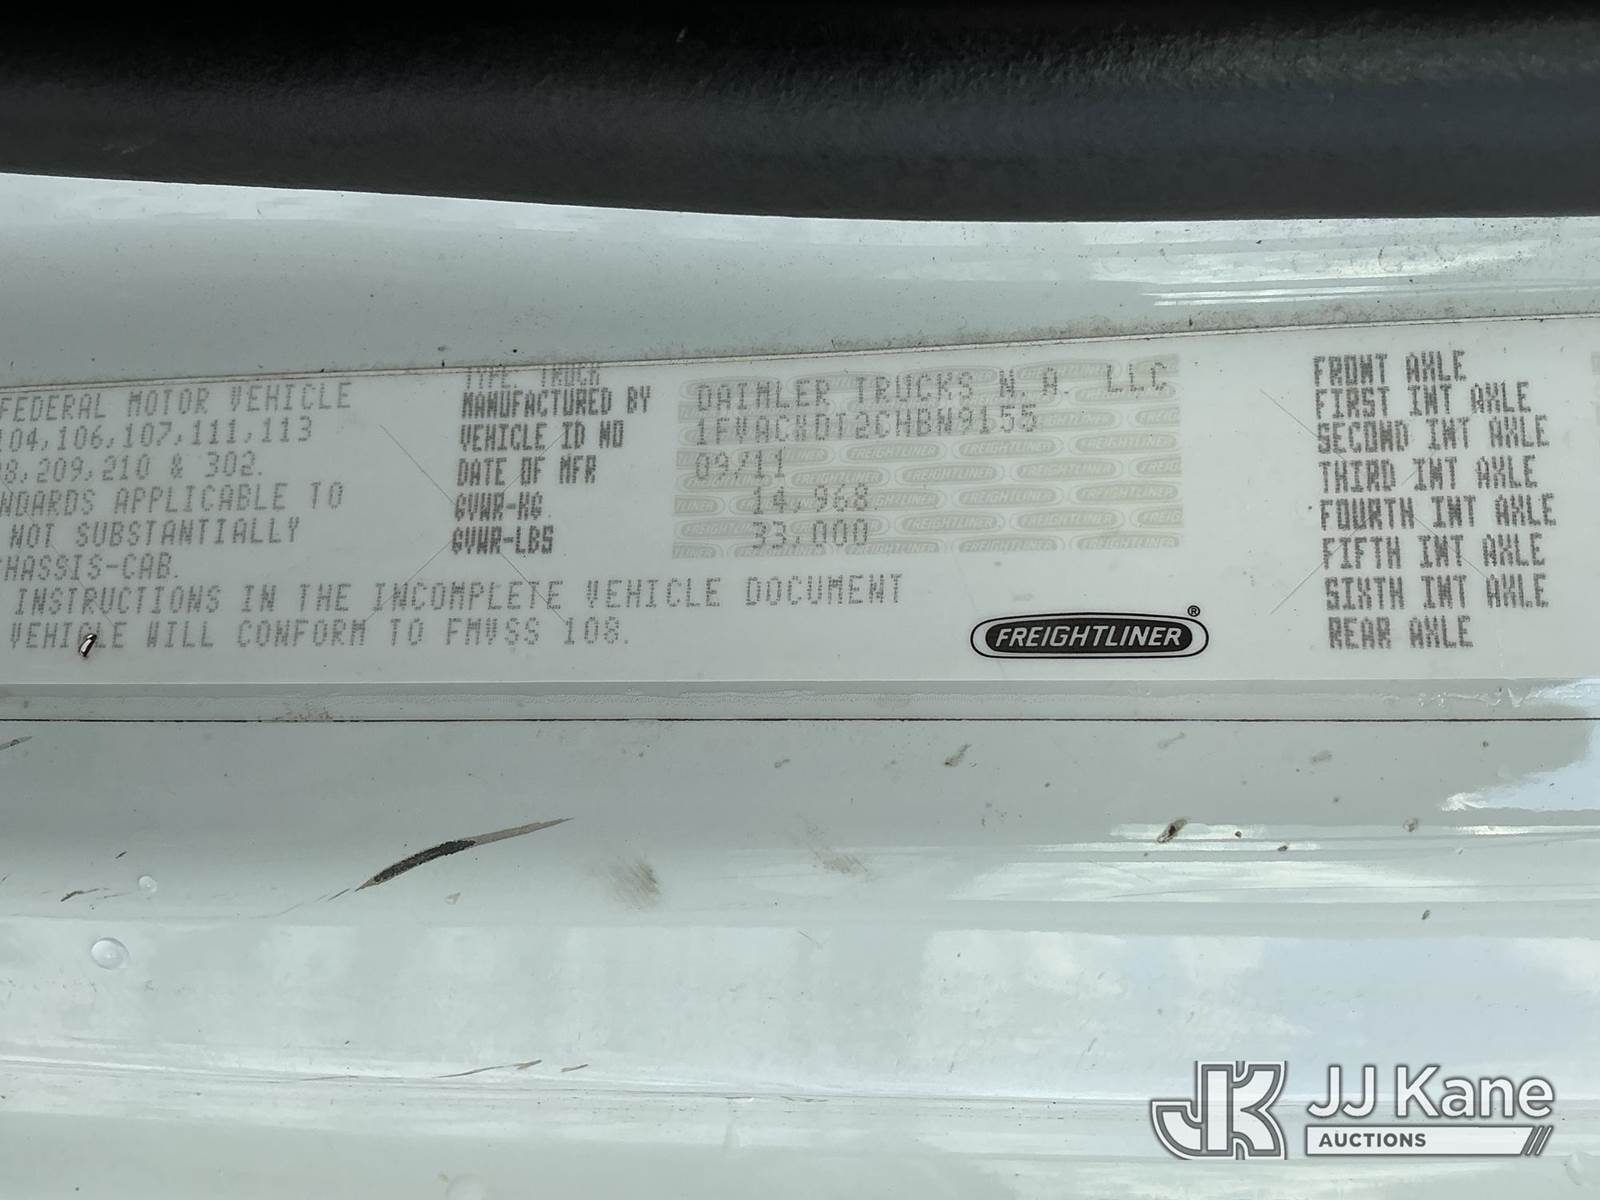 FEDERAL MOTOR VEHICLE
104,106,107,111,113
8,209,210 & 302.
NDARDS APPLICABLE TO
NOT SUBSTANTIALLY
HASSIS-CAB.
INSTRUCTIONS IN THE INCOMPLETE VEHICLE DOCUMENT
VEHICLE WILL CONFORM TO FMVSS 108.
TYPE: TRUCK
MANUFACTURED BY DAIMLER TRUCKS N.A. LLC
VEHICLE ID NO 1FVACXDT2CHBN9155
DATE OF MFR 09/11
GVWR-KG. 14,968.
GVWR-LBS 33,000
FREIGHTLINER®
FRONT AXLE
FIRST INT AXLE
SECOND INT AXLE
THIRD INT AXLE
FOURTH INT AXLE
FIFTH INT AXLE
SIXTH INT AXLE
REAR AXLE
JJ Kane
AUCTIONS